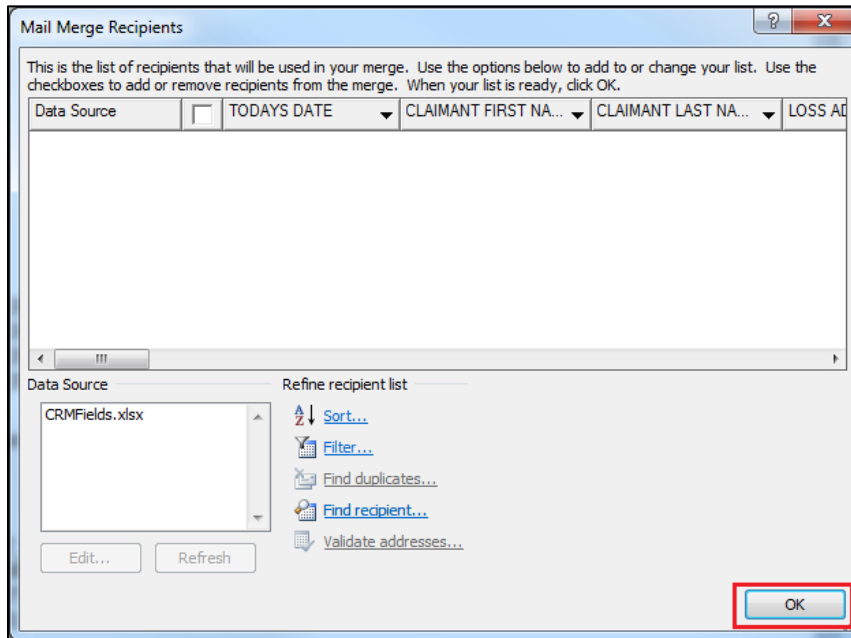 Mail Merge Recipients
?
X
This is the list of recipients that will be used in your merge. Use the options below to add to or change your list. Use the
checkboxes to add or remove recipients from the merge. When your list is ready, click OK.
Data Source TODAYS DATE CLAIMANT FIRST NA... CLAIMANT LAST NA... LOSS AD
Data Source
CRMFields.xlsx
Edit... Refresh
Refine recipient list
Sort...
Filter...
Find duplicates...
Find recipient...
Validate addresses...
OK